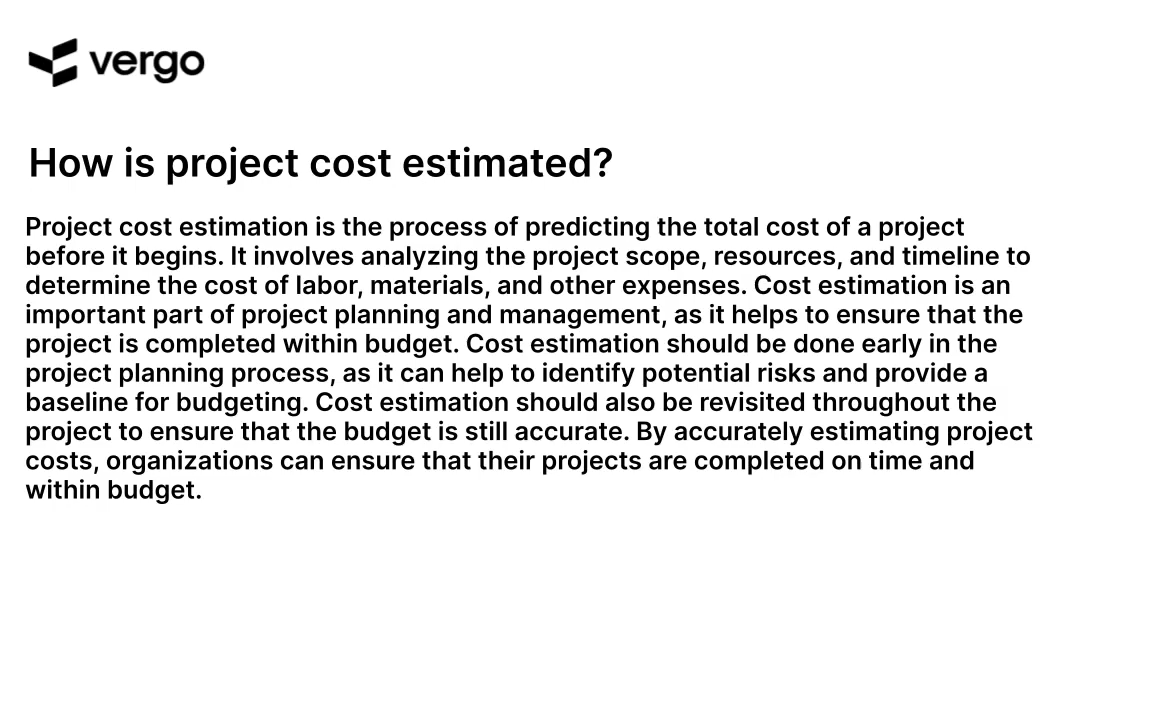 vergo
How is project cost estimated?
Project cost estimation is the process of predicting the total cost of a project
before it begins. It involves analyzing the project scope, resources, and timeline to
determine the cost of labor, materials, and other expenses. Cost estimation is an
important part of project planning and management, as it helps to ensure that the
project is completed within budget. Cost estimation should be done early in the
project planning process, as it can help to identify potential risks and provide a
baseline for budgeting. Cost estimation should also be revisited throughout the
project to ensure that the budget is still accurate. By accurately estimating project
costs, organizations can ensure that their projects are completed on time and
within budget.